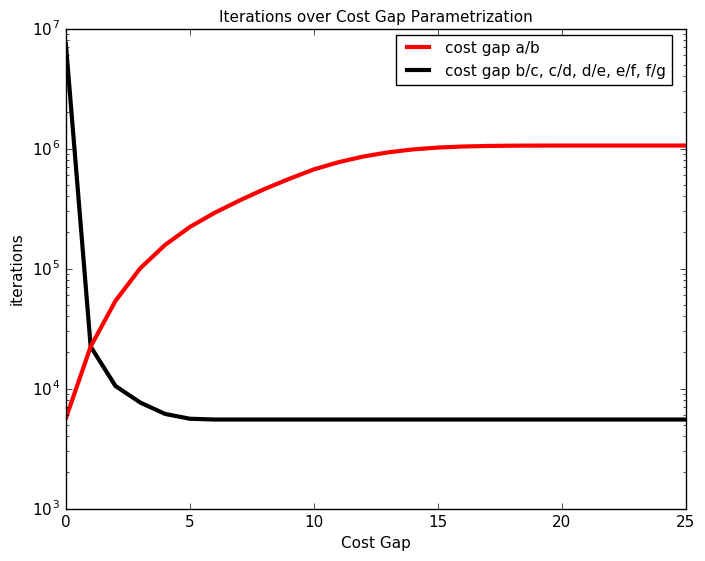 Iterations over Cost Gap Parametrization
cost gap a/b
cost gap b/c, c/d, d/e, e/f, f/g
10^7
10^6
10^5
10^4
10^3
iterations
0 5 10 15 20 25
Cost Gap